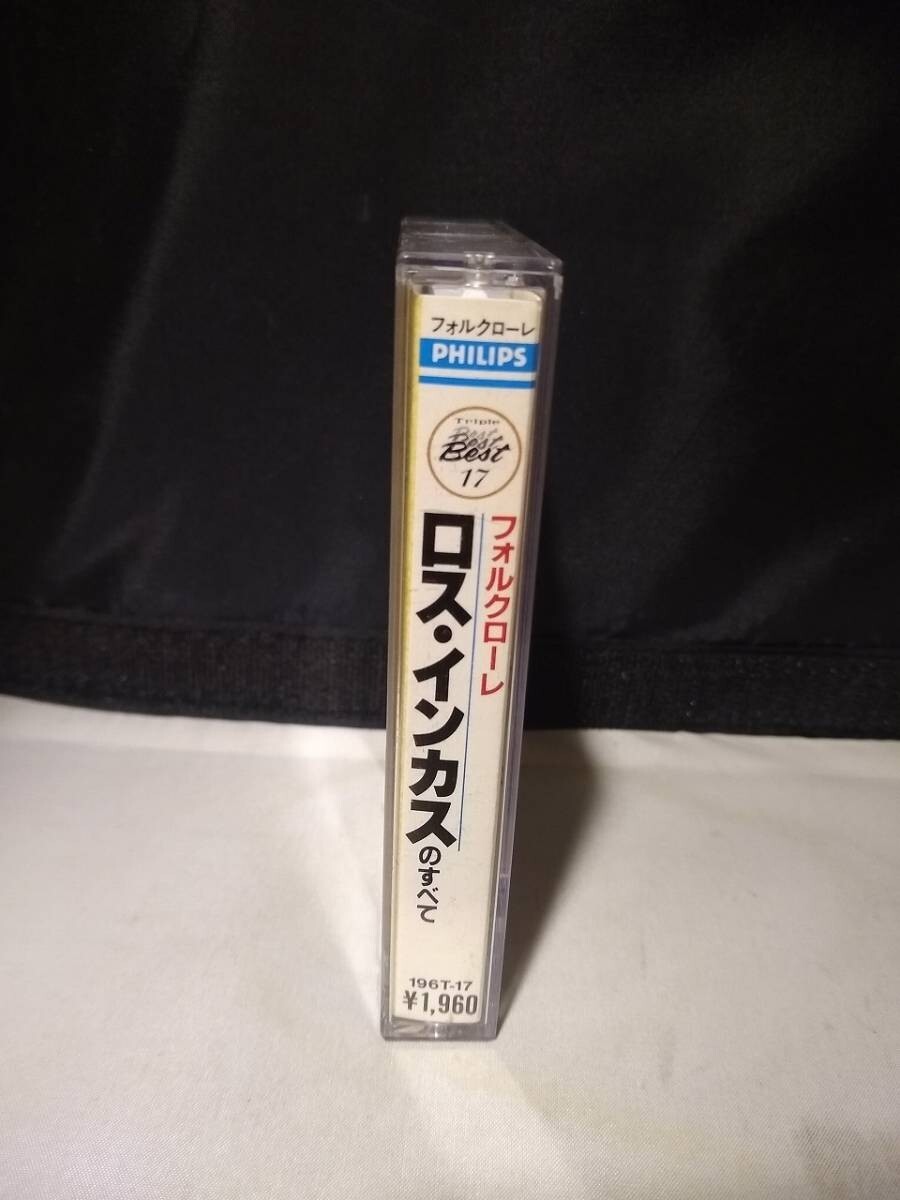 フォルクローレ
PHILIPS
Triple
Best
Best
Best
17
フォルクローレ
ロス・インカスのすべて
196T-17
¥1,960